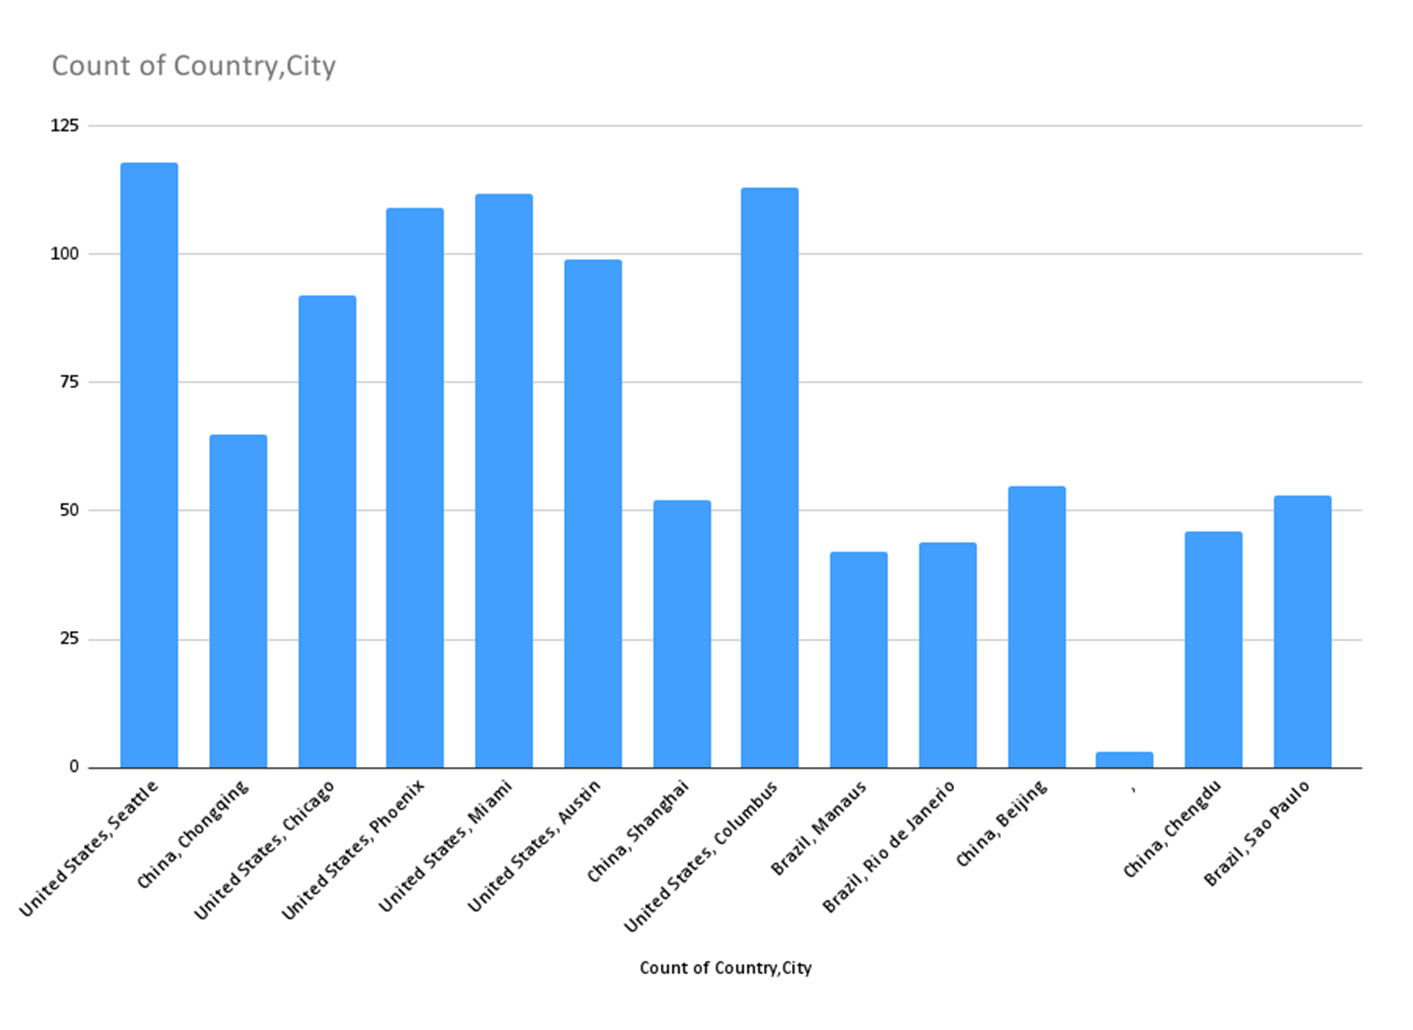 Count of Country,City
125
100
75
50
25
0
United States, Seattle
China, Chongqing
United States, Chicago
United States, Phoenix
United States, Miami
United States, Austin
China, Shanghai
United States, Columbus
Brazil, Manaus
Brazil, Rio de Janerio
China, Beijing
,
China, Chengdu
Brazil, Sao Paulo
Count of Country,City